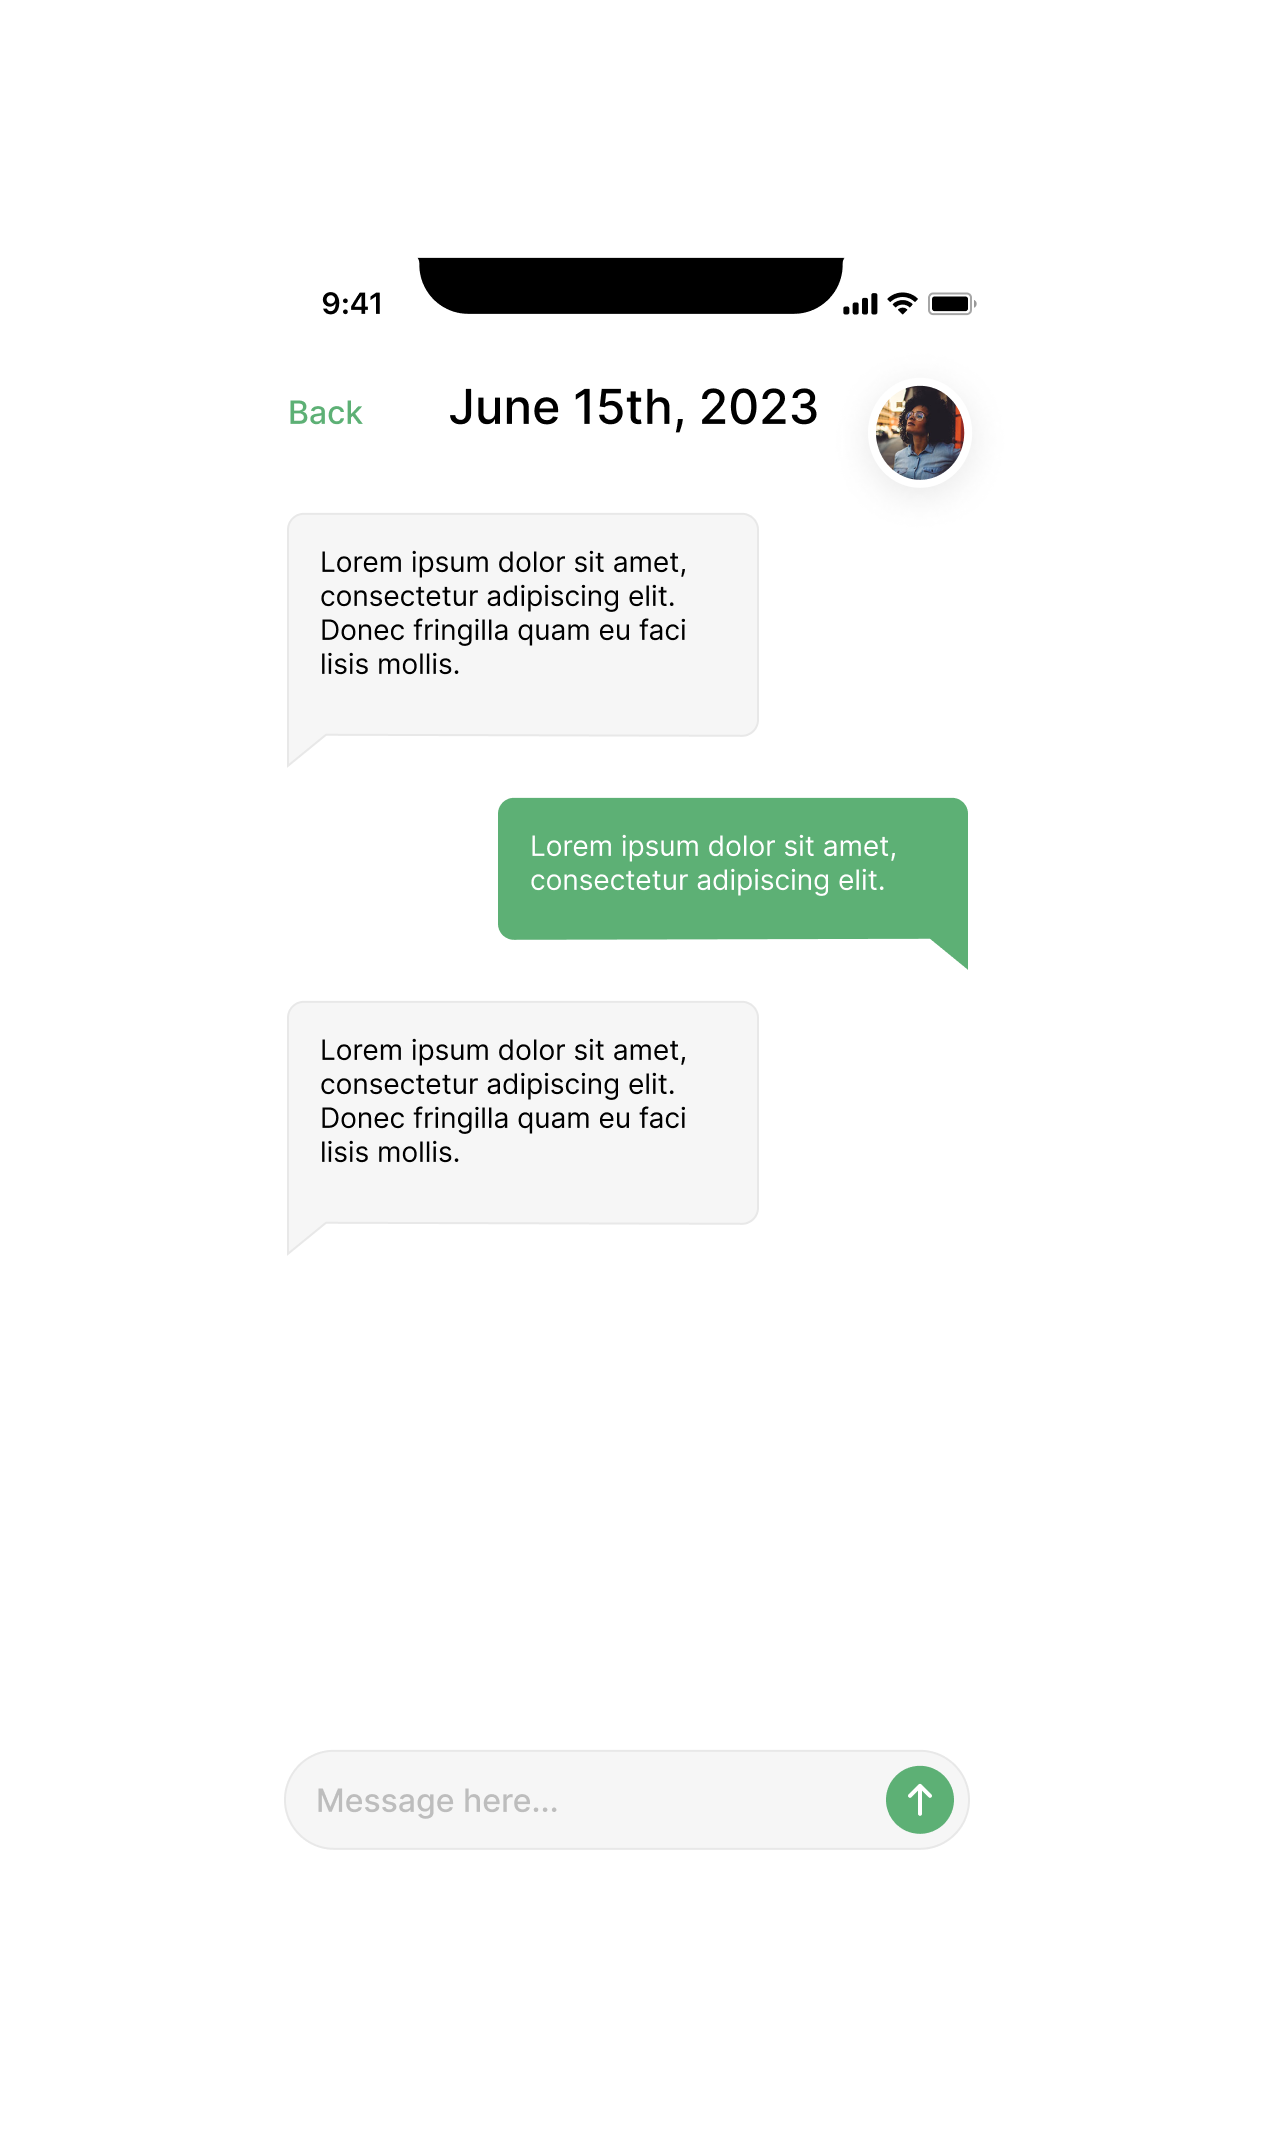 9:41
Back
June 15th, 2023
Lorem ipsum dolor sit amet,
consectetur adipiscing elit.
Donec fringilla quam eu faci
lisis mollis.
Lorem ipsum dolor sit amet,
consectetur adipiscing elit.
Lorem ipsum dolor sit amet,
consectetur adipiscing elit.
Donec fringilla quam eu faci
lisis mollis.
Message here...